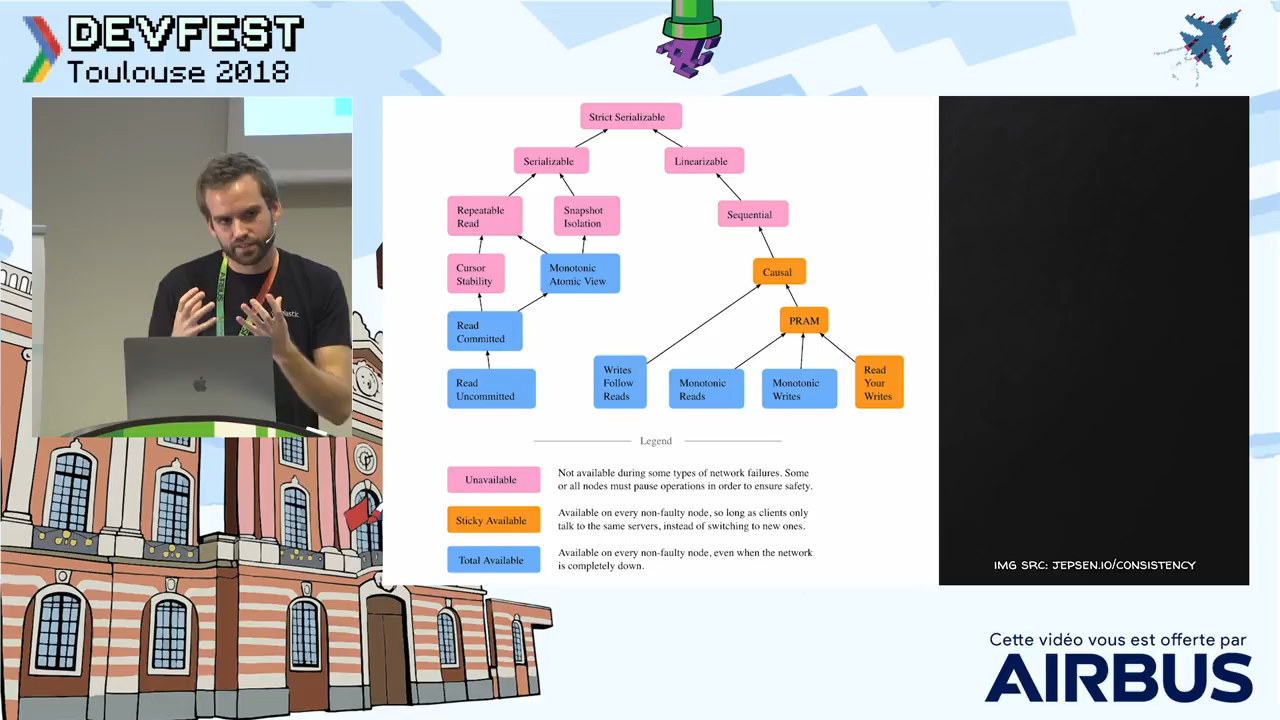 DEVFEST
Toulouse 2018
Strict Serializable
Serializable
Linearizable
Repeatable
Read
Snapshot
Isolation
Sequential
Cursor
Stability
Monotonic
Atomic View
Causal
Read
Committed
PRAM
Read
Uncommitted
Writes
Follow
Reads
Monotonic
Reads
Monotonic
Writes
Read
Your
Writes
Legend
Unavailable
Not available during some types of network failures. Some
or all nodes must pause operations in order to ensure safety.
Sticky Available
Available on every non-faulty node, so long as clients only
talk to the same servers, instead of switching to new ones.
Total Available
Available on every non-faulty node, even when the network
is completely down.
IMG SRC: JEPSEN.IO/CONSISTENCY
Cette vidéo vous est offerte par
AIRBUS